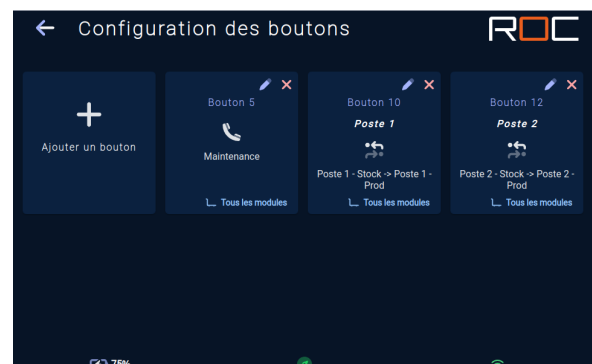 Configuration des boutons
ROC
Ajouter un bouton
Bouton 5
Maintenance
Tous les modules
Bouton 10
Poste 1
Poste 1 - Stock -> Poste 1 -
Prod
Tous les modules
Bouton 12
Poste 2
Poste 2 - Stock -> Poste 2 -
Prod
Tous les modules
75%